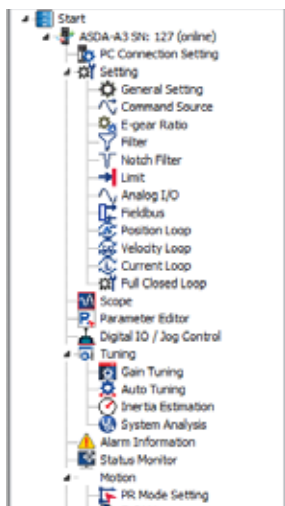 Start
ASDA-A3 SN: 127 (online)
PC Connection Setting
Setting
General Setting
Command Source
E-gear Ratio
Filter
Notch Filter
Limit
Analog I/O
Fieldbus
Position Loop
Velocity Loop
Current Loop
Full Closed Loop
Scope
Parameter Editor
Digital IO / Jog Control
Tuning
Gain Tuning
Auto Tuning
Inertia Estimation
System Analysis
Alarm Information
Status Monitor
Motion
PR Mode Setting